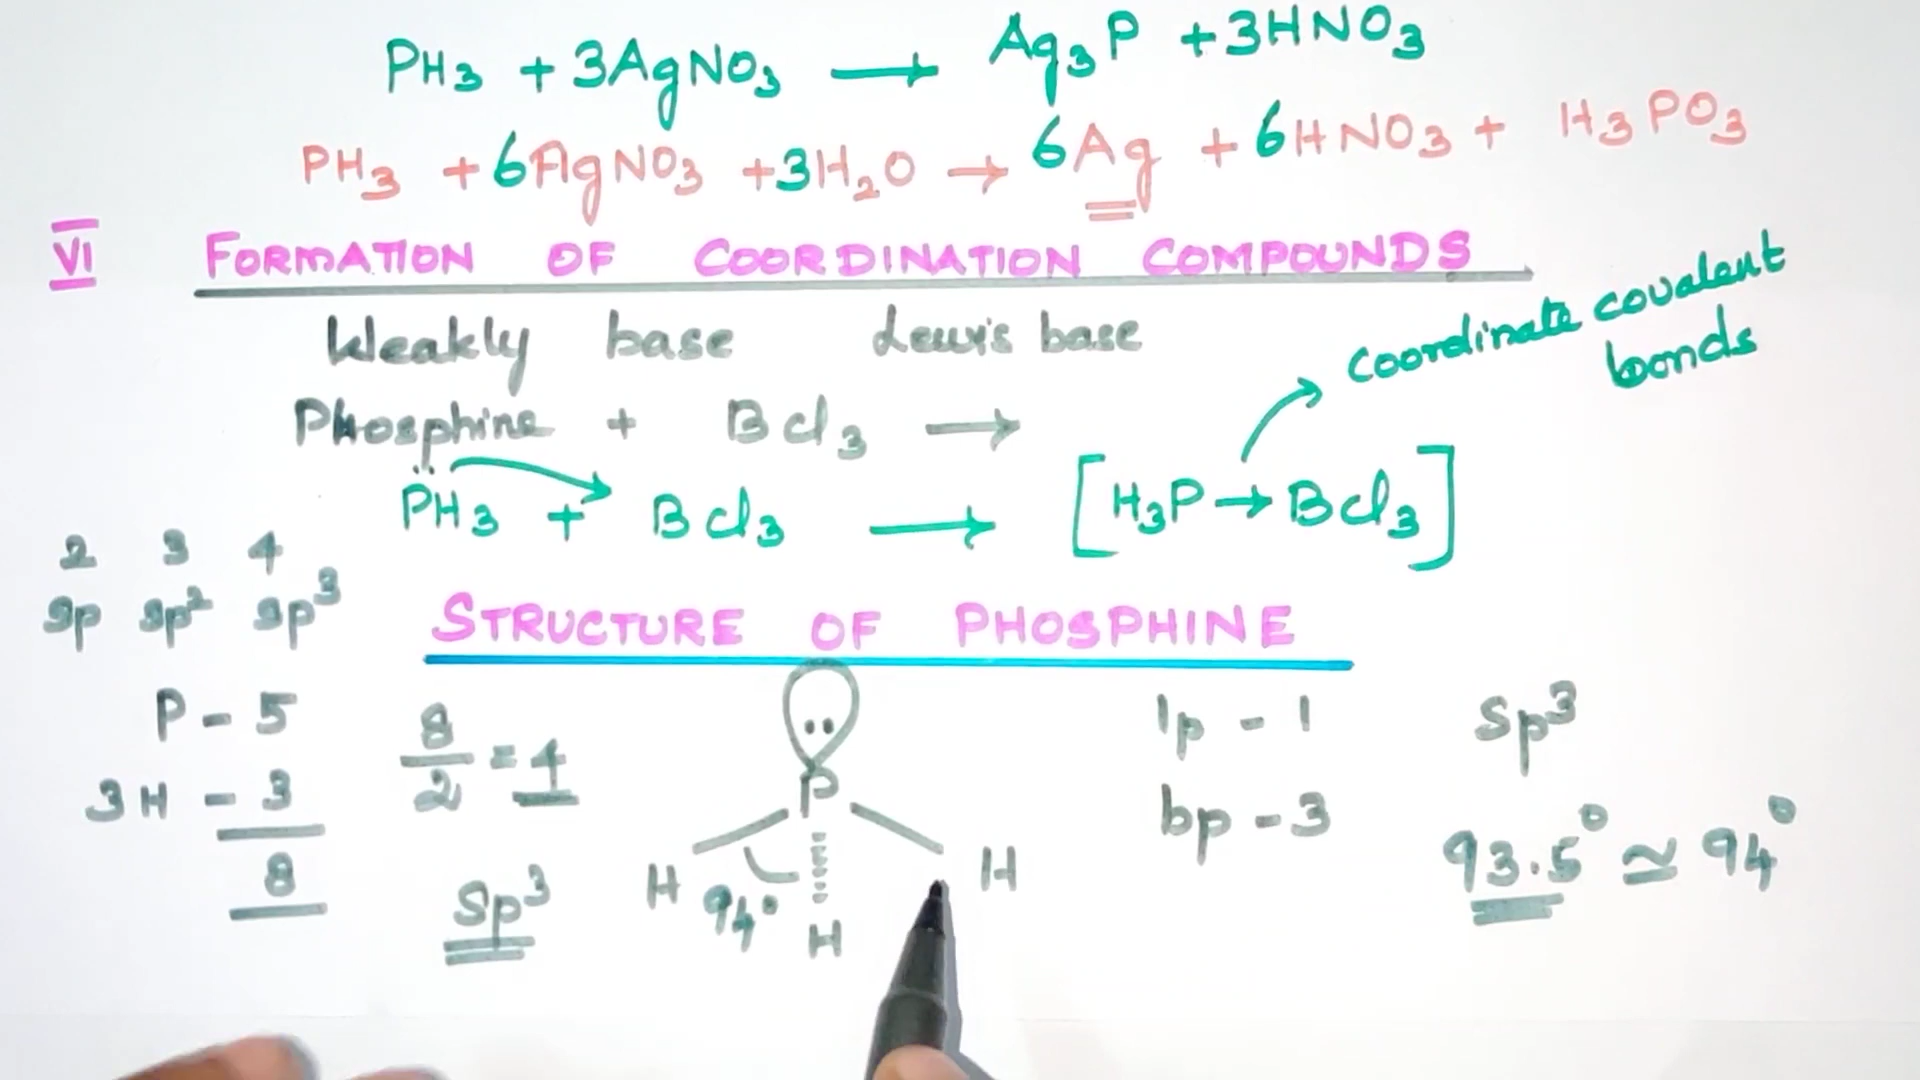 PH₃ + 3AgNO₃ → Ag₃P + 3HNO₃
PH₃ + 6AgNO₃ + 3H₂O → 6Ag + 6HNO₃ + H₃PO₃
VI FORMATION OF COORDINATION COMPOUNDS
Weakly base Lewis base
Coordinate covalent
bonds
Phosphine + BCl₃ →
PH₃ + BCl₃ → [H₃P→BCl₃]
2 3 4
sp sp² sp³
STRUCTURE OF PHOSPHINE
P - 5
3H - 3
8
8/2 = 4
sp³
P
H H
94°
H
lp - 1
bp - 3
sp³
93.5° ≃ 94°